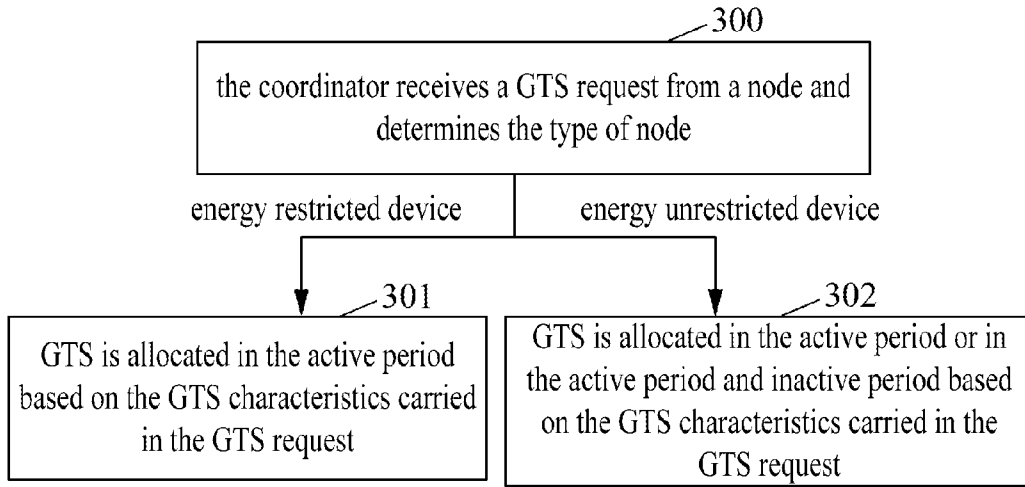 300
the coordinator receives a GTS request from a node and
determines the type of node
energy restricted device
energy unrestricted device
301
GTS is allocated in the active period
based on the GTS characteristics carried
in the GTS request
302
GTS is allocated in the active period or in
the active period and inactive period based
on the GTS characteristics carried in the
GTS request